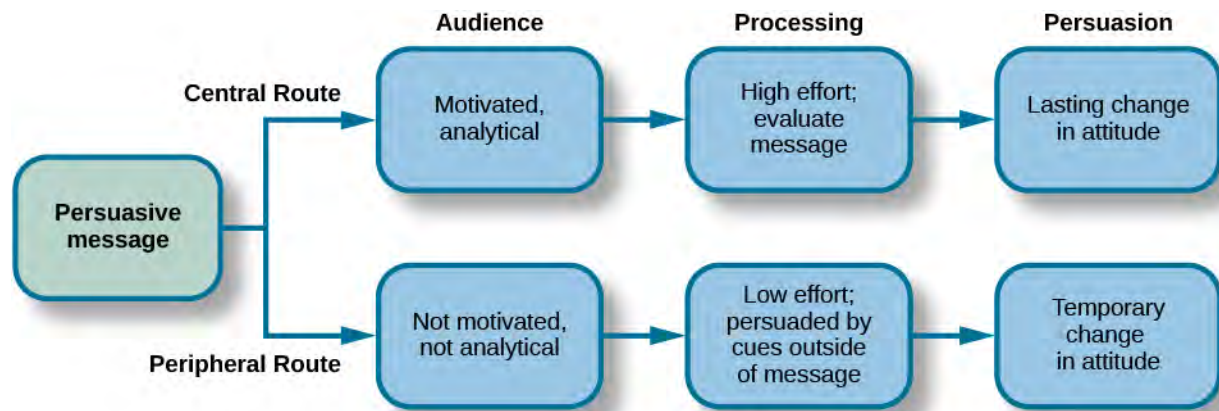 Audience
Processing
Persuasion
Central Route
Motivated,
analytical
High effort;
evaluate
message
Lasting change
in attitude
Persuasive
message
Peripheral Route
Not motivated,
not analytical
Low effort;
persuaded by
cues outside
of message
Temporary
change
in attitude